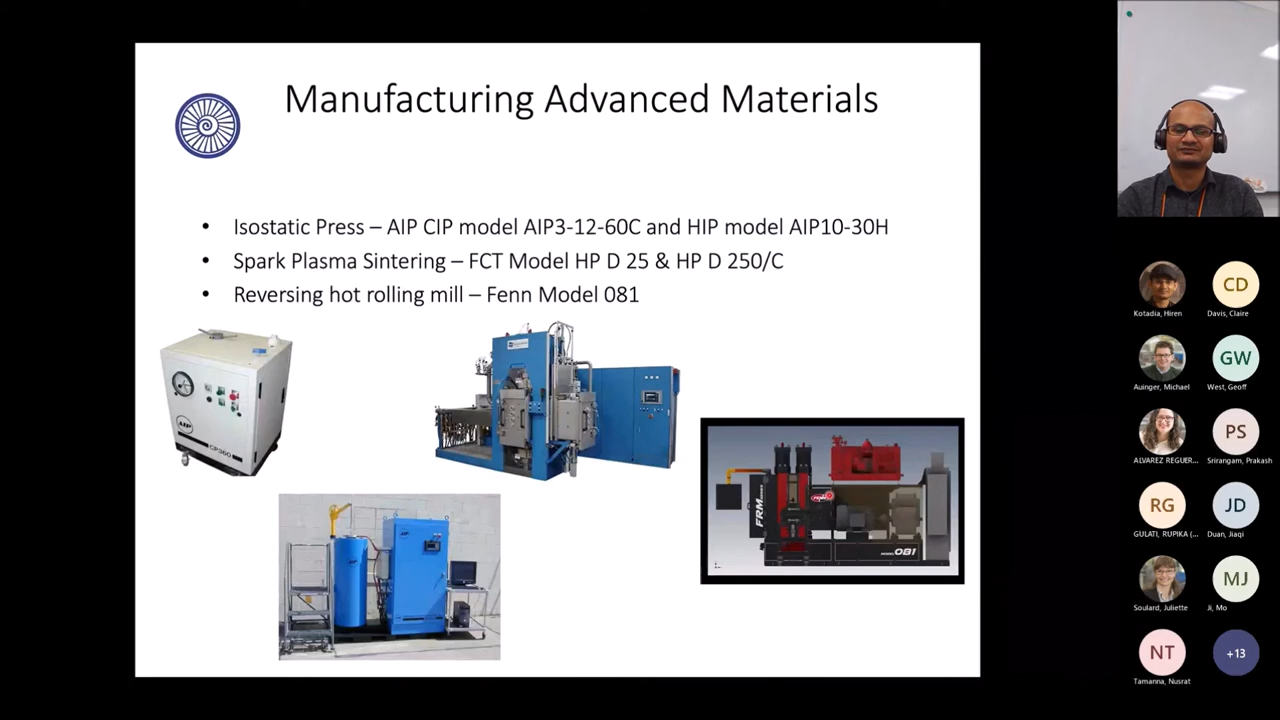 Manufacturing Advanced Materials
• Isostatic Press – AIP CIP model AIP3-12-60C and HIP model AIP10-30H
• Spark Plasma Sintering – FCT Model HP D 25 & HP D 250/C
• Reversing hot rolling mill – Fenn Model 081
AIP
CP360
FRM
MODEL 081
Kotadia, Hiren
CD
Davis, Claire
Auinger, Michael
GW
West, Geoff
ALVAREZ REGUER...
PS
Srirangam, Prakash
RG
GULATI, RUPIKA (...
JD
Duan, Jiaqi
Soulard, Juliette
MJ
Ji, Mo
NT
Tamanna, Nusrat
+13